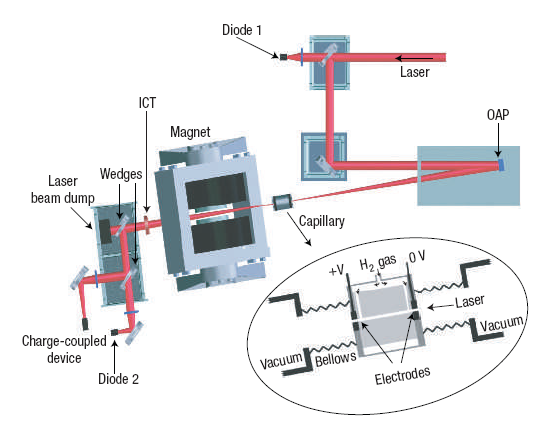 Diode 1
Laser
ICT
OAP
Magnet
Laser
beam dump
Wedges
Capillary
+V
H2 gas
0 V
Laser
Vacuum
Charge-coupled
device
Diode 2
Vacuum
Bellows
Electrodes